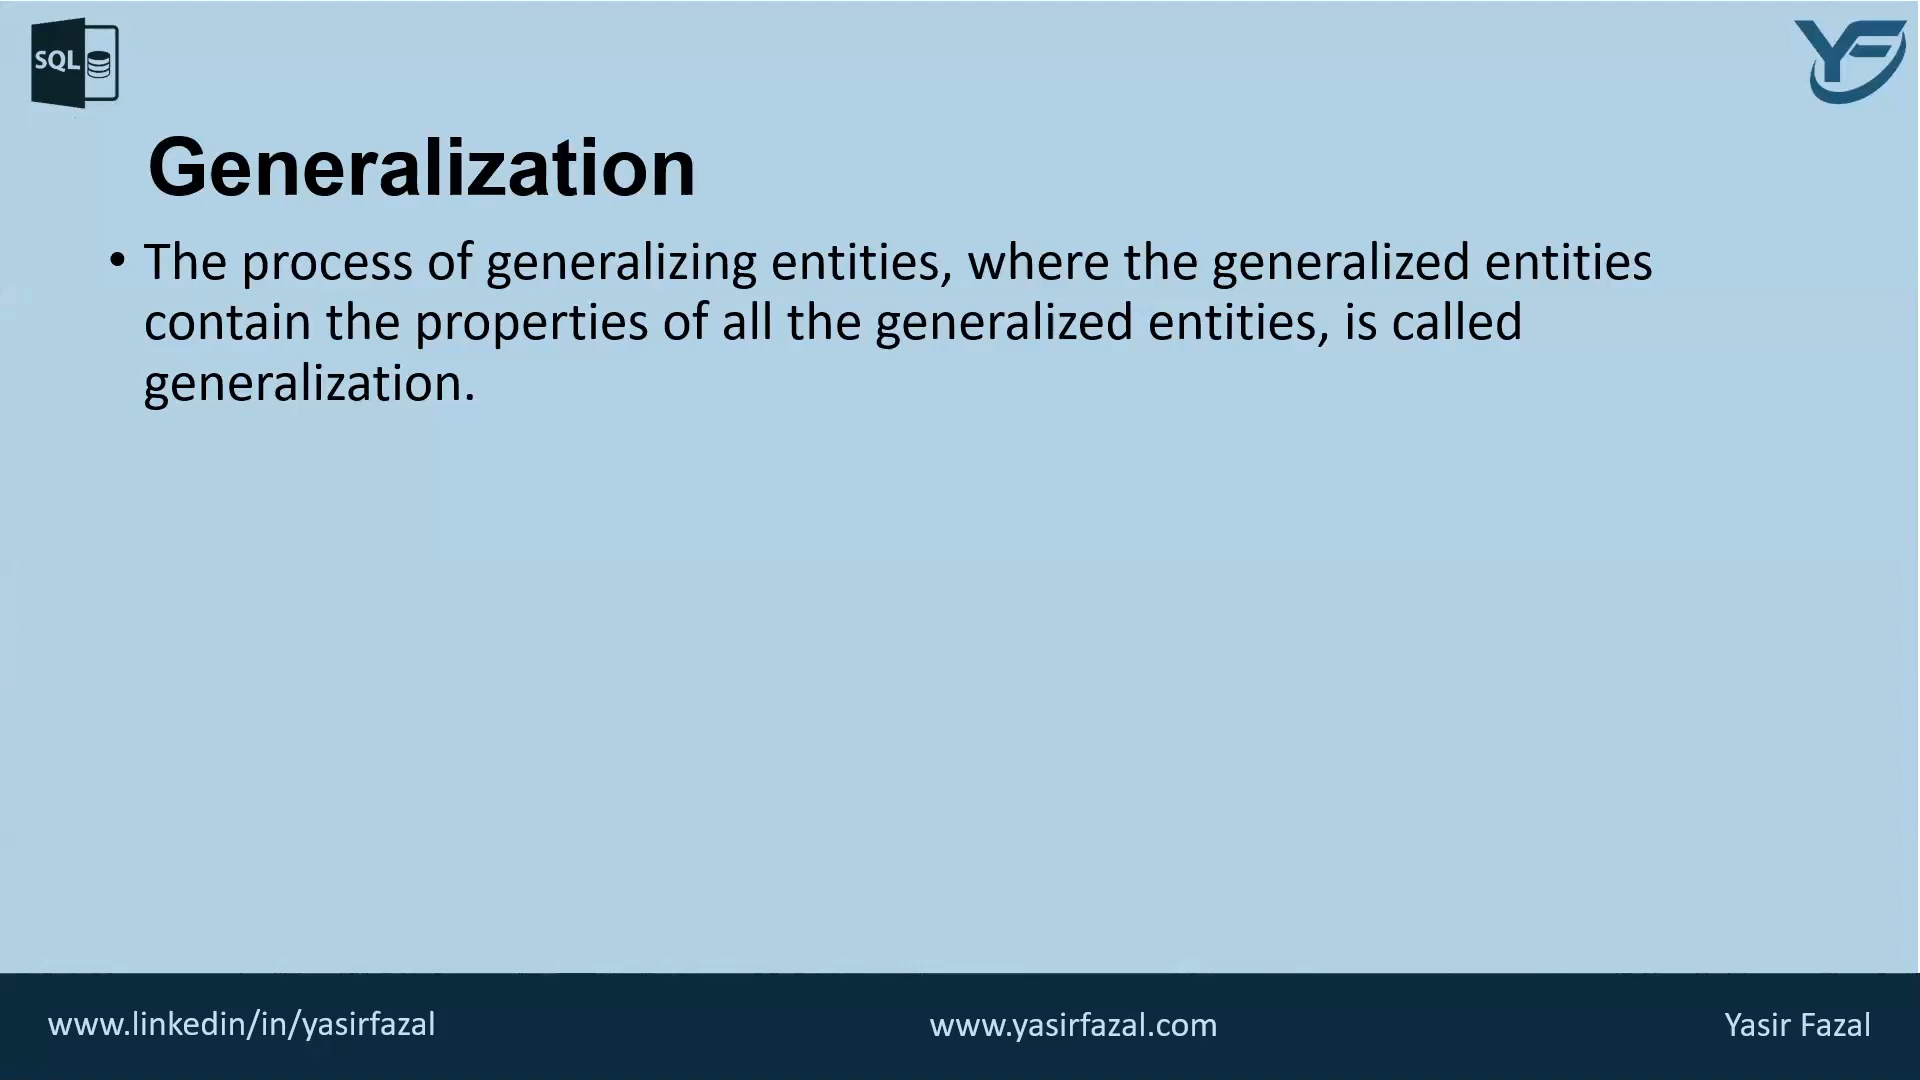 SQL
YF
Generalization
• The process of generalizing entities, where the generalized entities
contain the properties of all the generalized entities, is called
generalization.
www.linkedin/in/yasirfazal
www.yasirfazal.com
Yasir Fazal